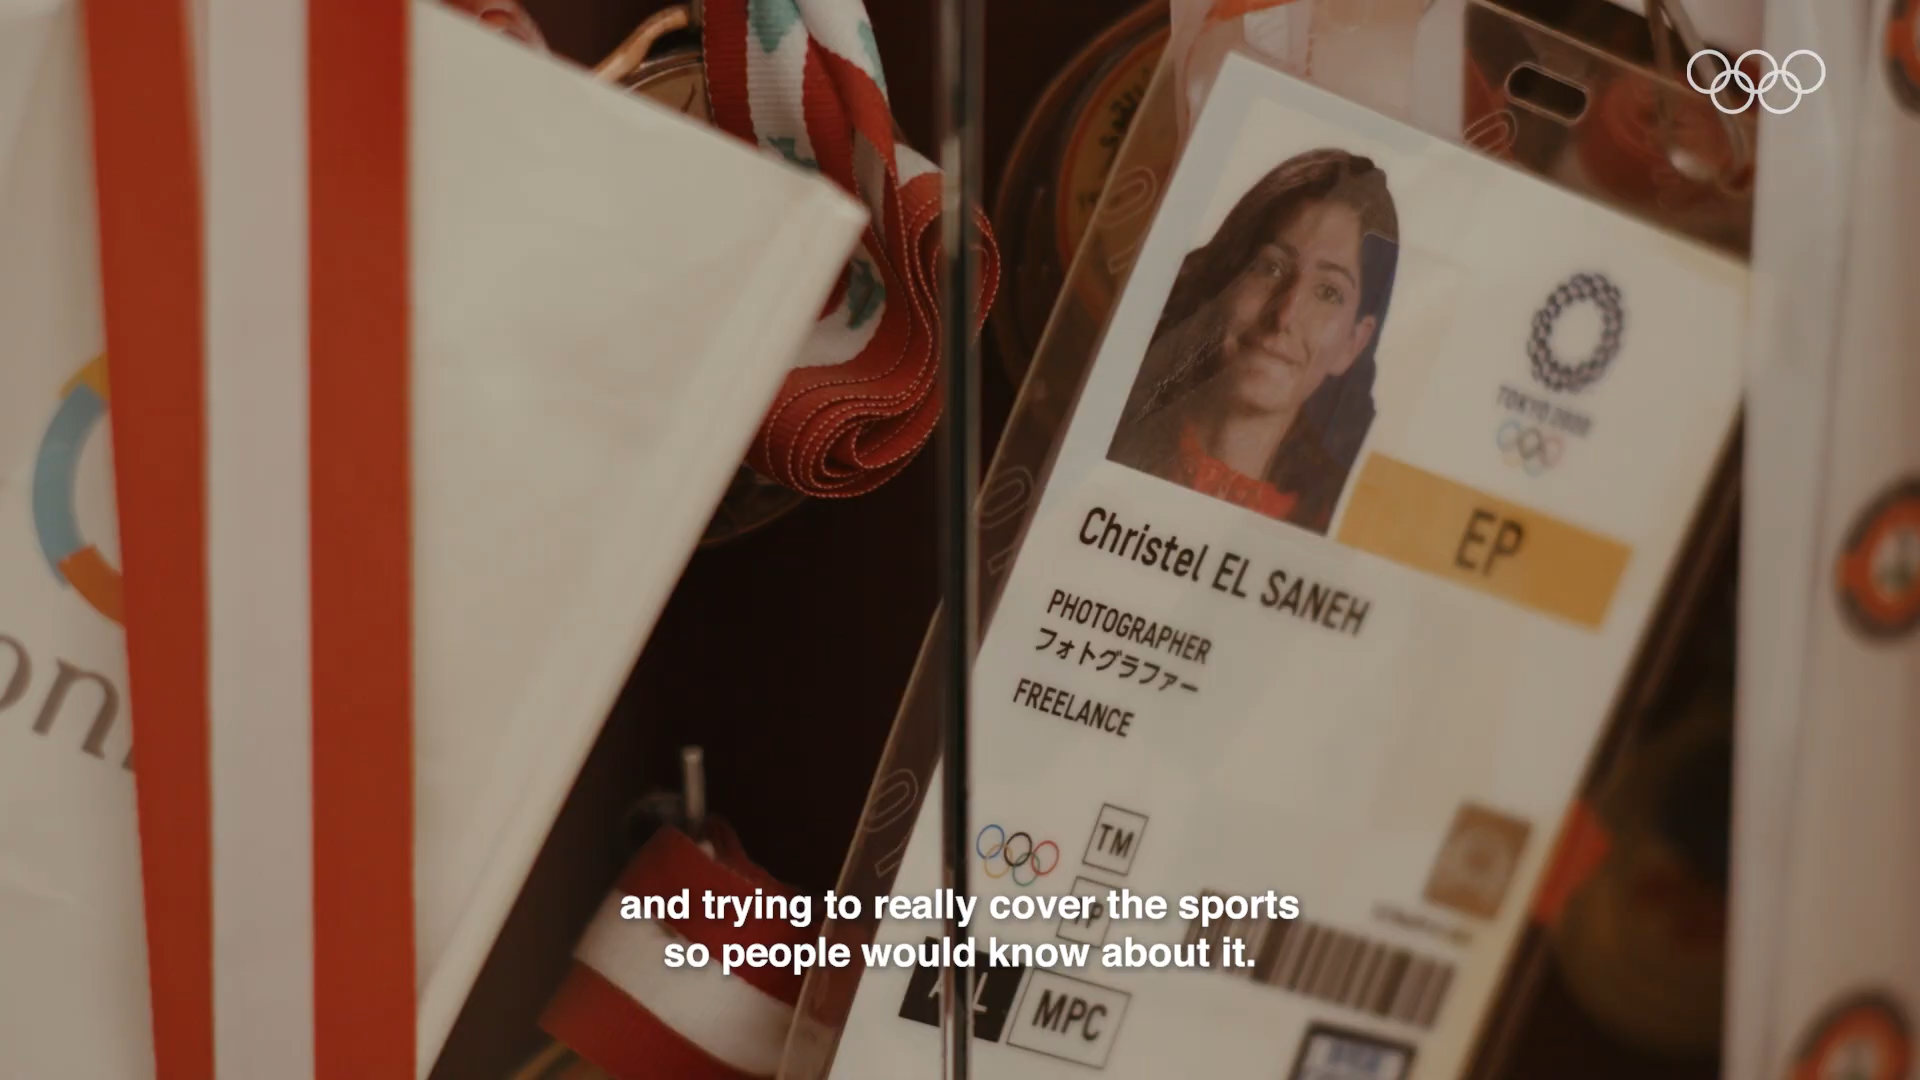 TOKYO 2020
EP
Christel EL SANEH
PHOTOGRAPHER
フォトグラファー
FREELANCE
TM
and trying to really cover the sports
so people would know about it.
MPC